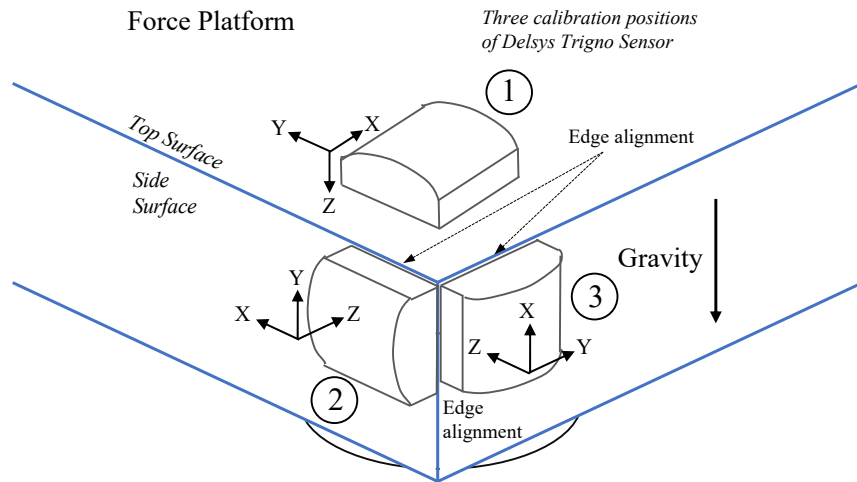 Force Platform
Three calibration positions
of Delsys Trigno Sensor
1
Y
X
Z
Top Surface
Side
Surface
Edge alignment
Gravity
Y
X
Z
2
3
X
Z
Y
Edge
alignment